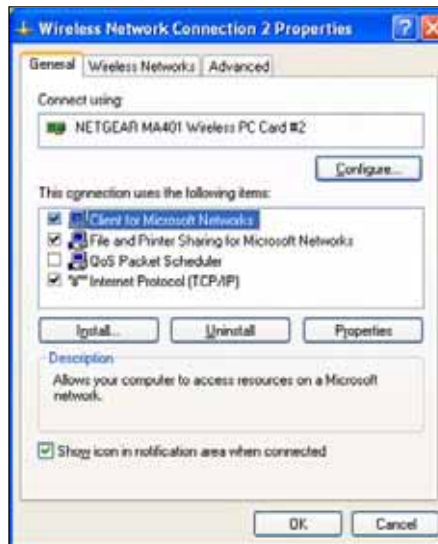 Wireless Network Connection 2 Properties
General Wireless Networks Advanced
Connect using:
NETGEAR MA401 Wireless PC Card #2
Configure...
This connection uses the following items:
Client for Microsoft Networks
File and Printer Sharing for Microsoft Networks
QoS Packet Scheduler
Internet Protocol (TCP/IP)
Install... Uninstall Properties
Description
Allows your computer to access resources on a Microsoft
network.
Show icon in notification area when connected
OK Cancel